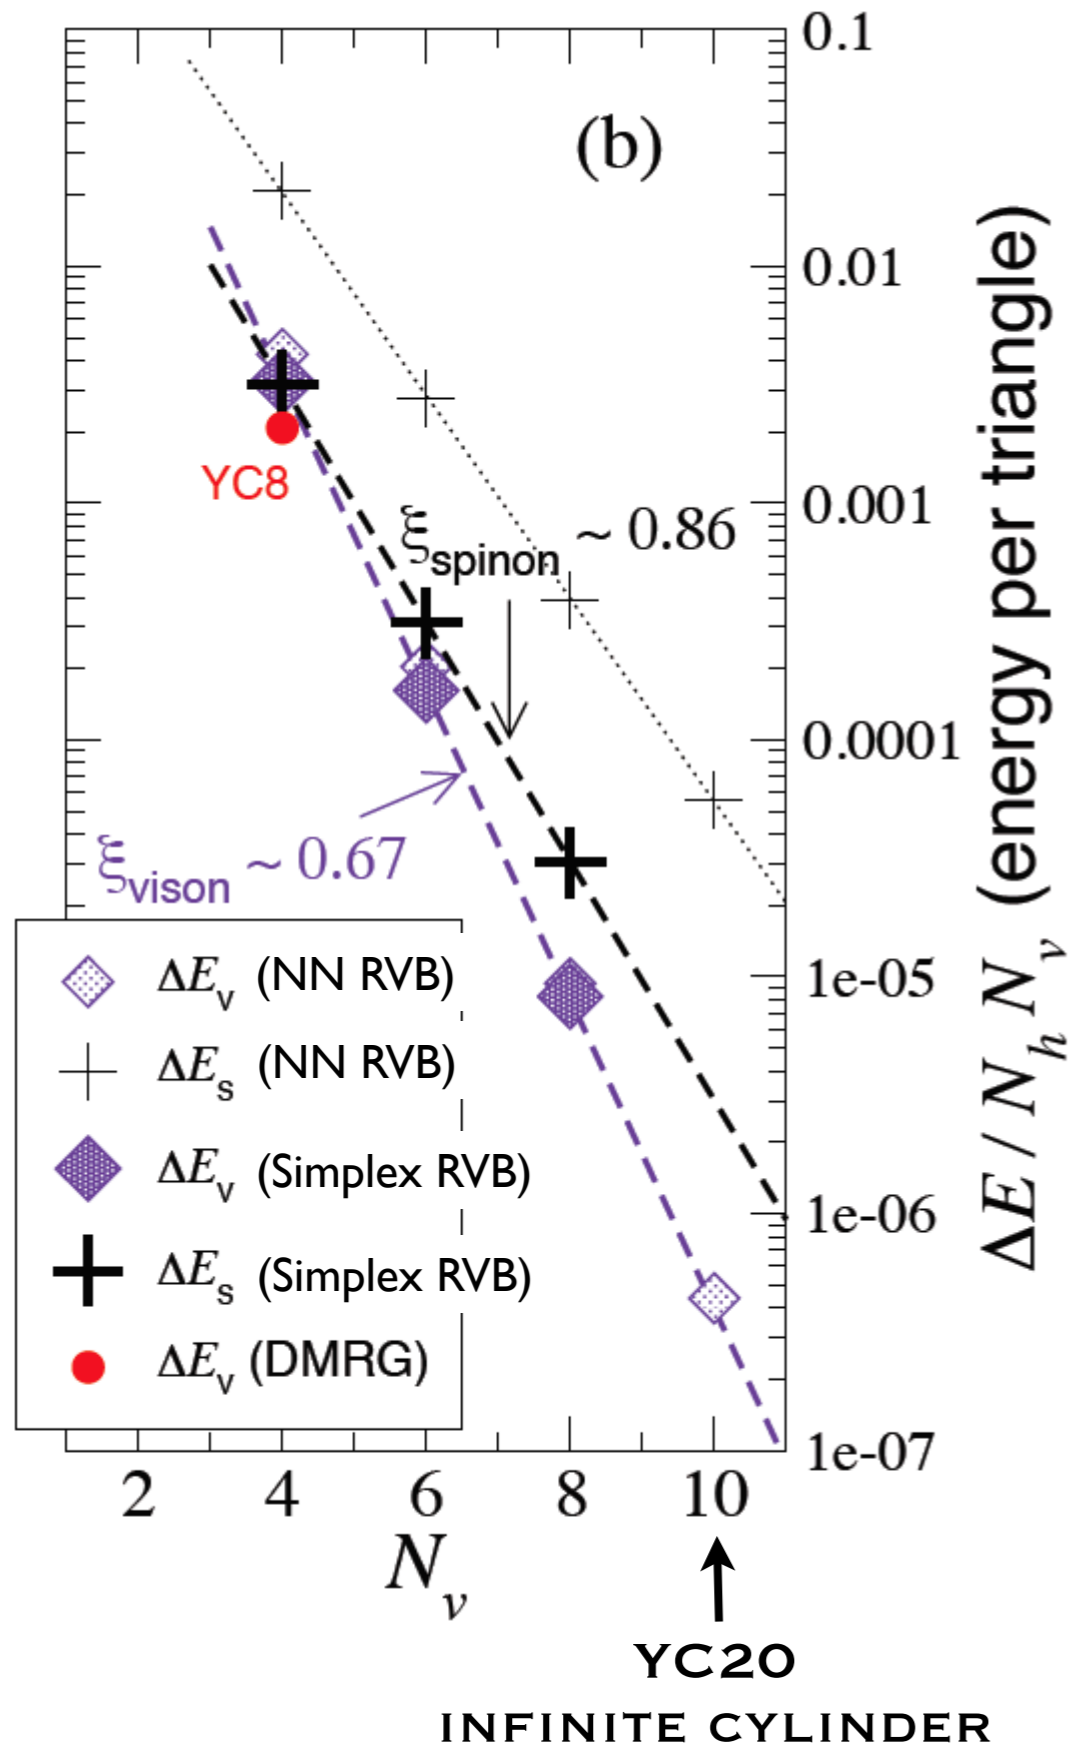 0.1
(b)
0.01
YC8
0.001
ξspinon ~ 0.86
0.0001
ξvison ~ 0.67
1e-05
1e-06
1e-07
ΔE / Nh Nv (energy per triangle)
ΔEv (NN RVB)
ΔEs (NN RVB)
ΔEv (Simplex RVB)
ΔEs (Simplex RVB)
ΔEv (DMRG)
2 4 6 8 10
Nv
YC20
INFINITE CYLINDER